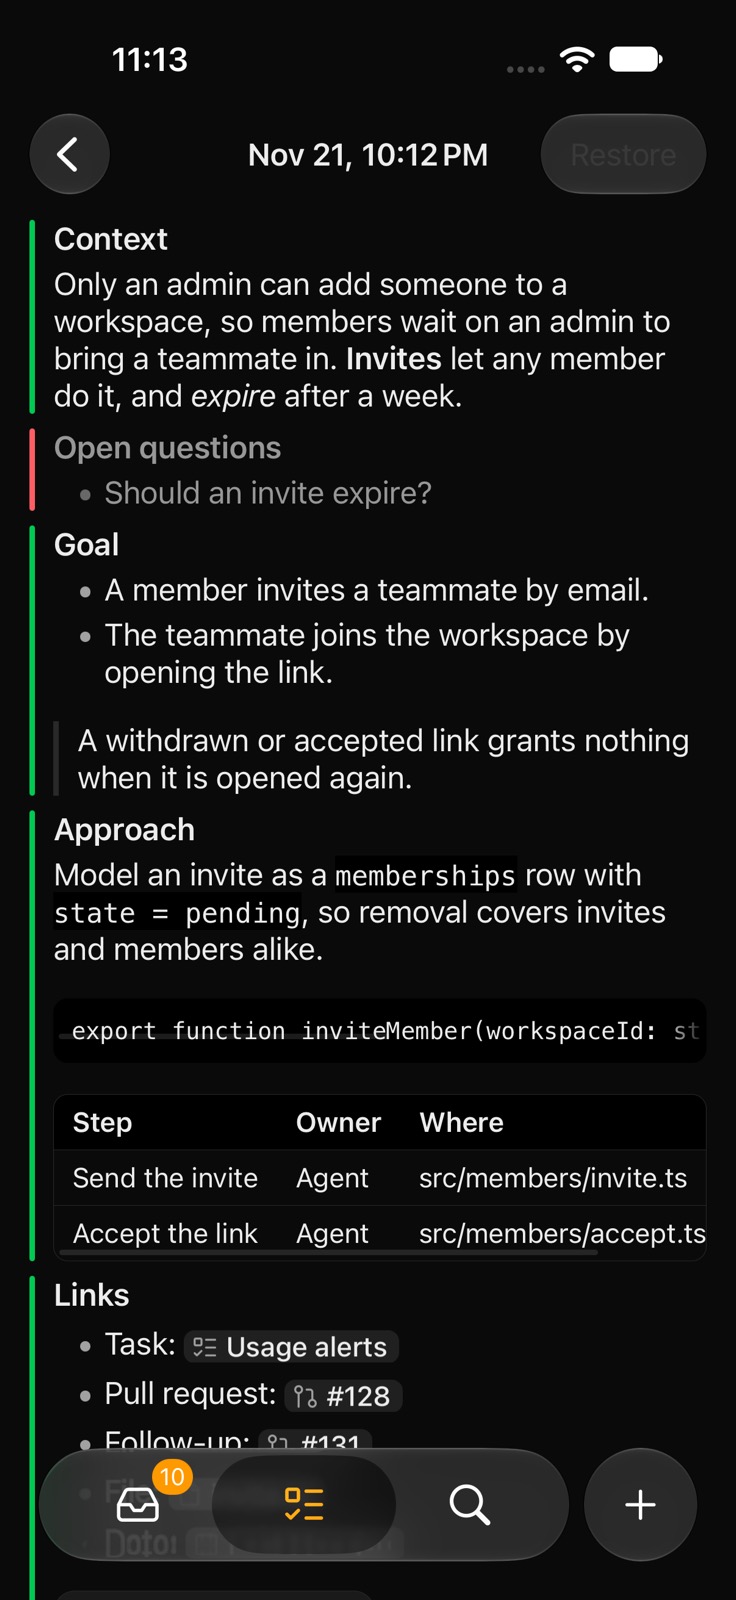 11:13
Nov 21, 10:12 PM
Restore
Context
Only an admin can add someone to a
workspace, so members wait on an admin to
bring a teammate in. Invites let any member
do it, and expire after a week.
Open questions
Should an invite expire?
Goal
A member invites a teammate by email.
The teammate joins the workspace by
opening the link.
A withdrawn or accepted link grants nothing
when it is opened again.
Approach
Model an invite as a memberships row with
state = pending, so removal covers invites
and members alike.
export function inviteMember(workspaceId: st
Step Owner Where
Send the invite Agent src/members/invite.ts
Accept the link Agent src/members/accept.ts
Links
Task: Usage alerts
Pull request: #128
Follow-up: #131
10